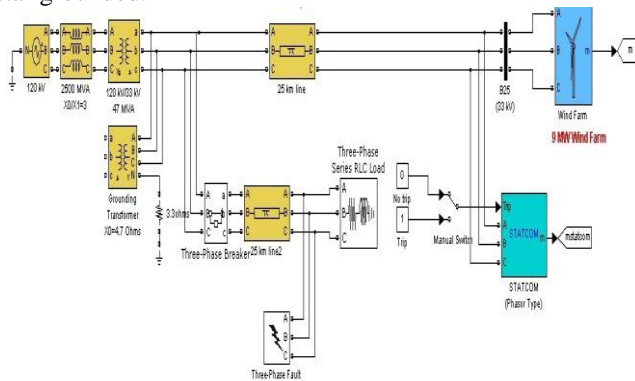 N
A
B
C
A
B
C
A
B
C
A
B
C
a
b
c
A
B
C
A
B
C
A
B
C
m
m
120 kV
2500 MVA
X0/X1=3
120 kV/33 kV
47 MVA
25 km line
B25
(33 kV)
Wind Farm
9 MW Wind Farm
a
b
c
A
B
C
N
Grounding
Transformer
X0=4.7 Ohms
3.3ohms
A
B
C
a
b
c
Three-Phase Breaker
A
B
C
A
B
C
25 km line2
Three-Phase
Series RLC Load
A
B
C
0
No trip
1
Trip
Manual Switch
Trip
A
B
C
STATCOM
m
STATCOM
(Phasor Type)
A
B
C
Three-Phase Fault